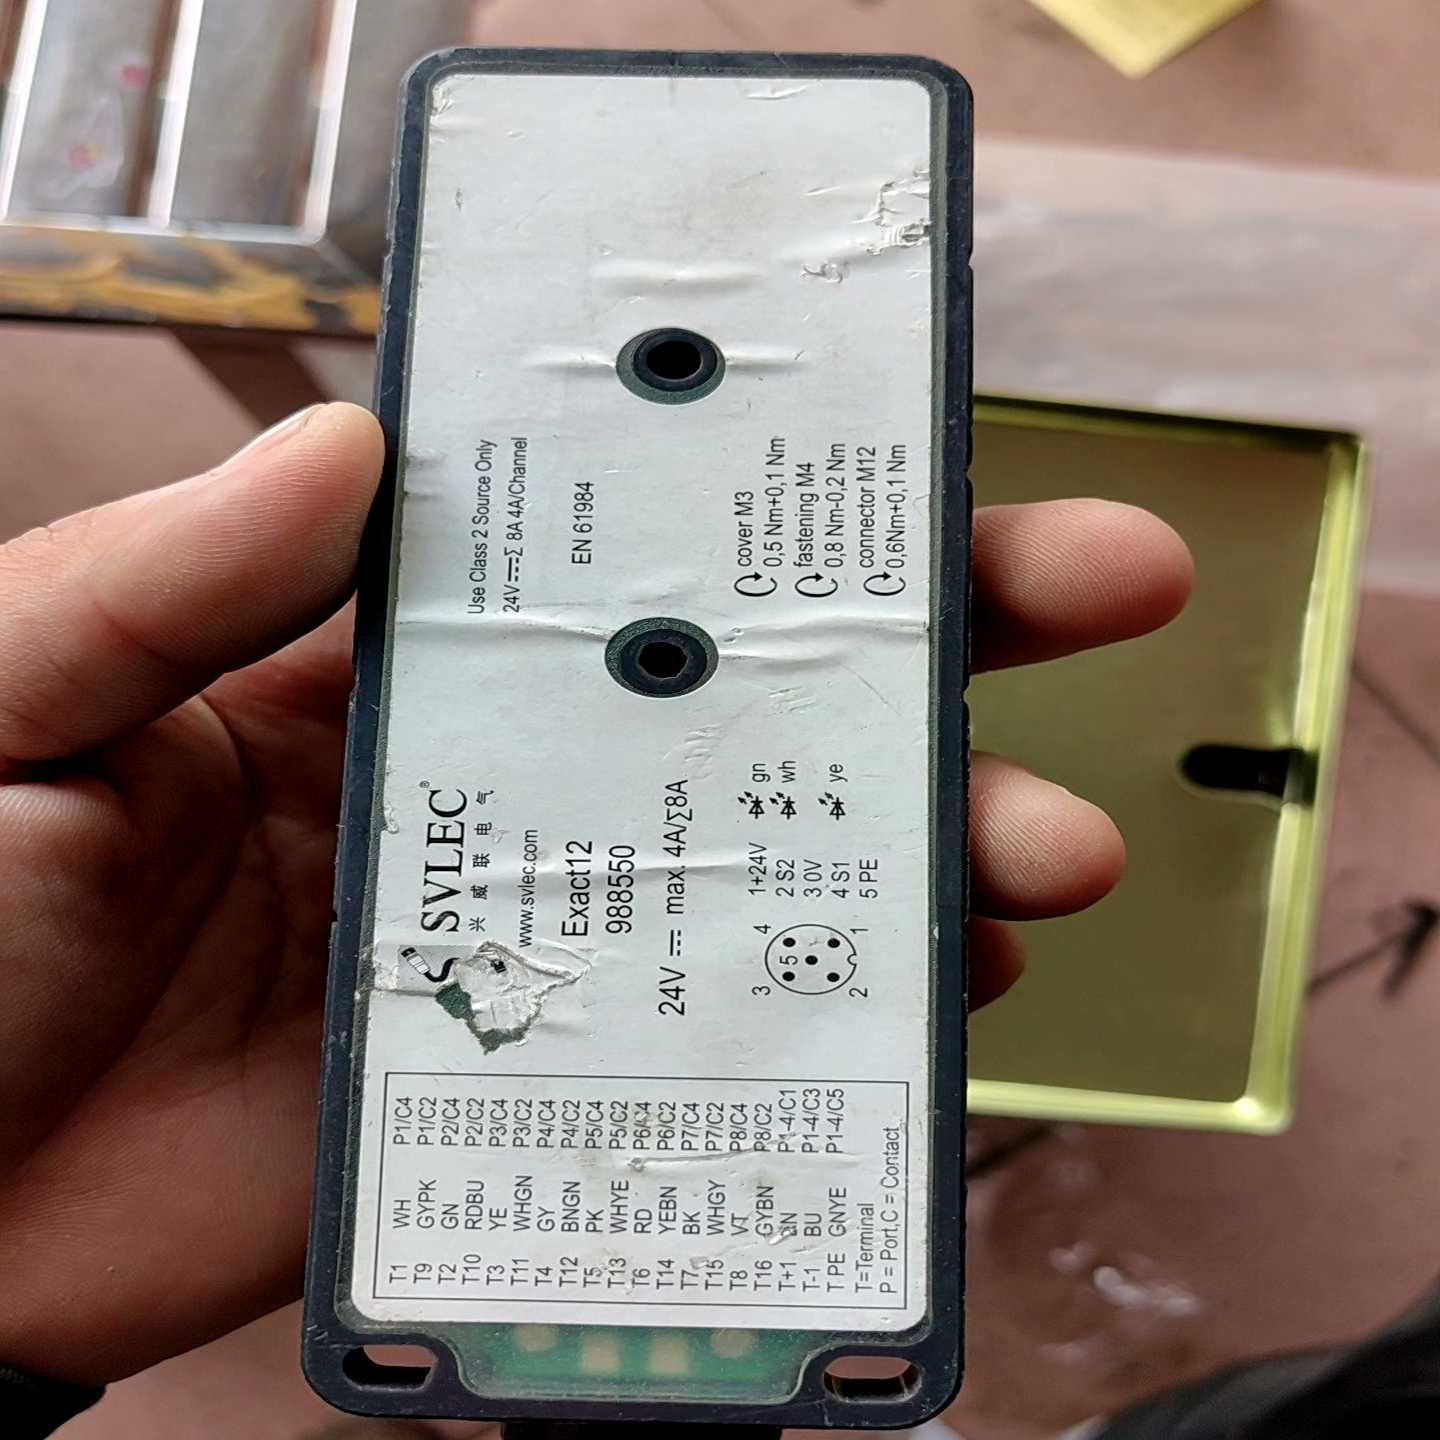 T1 WH P1/C4
T9 GYPK P1/C2
T2 GN P2/C4
T10 RDBU P2/C2
T3 YE P3/C4
T11 WHGN P3/C2
T4 GY P4/C4
T12 BNGN P4/C2
T5 PK P5/C4
T13 WHYE P5/C2
T6 RD P6/C4
T14 YEBN P6/C2
T7 BK P7/C4
T15 WHGY P7/C2
T8 VT P8/C4
T16 GYBN P8/C2
T+1 BN P1-4/C1
T-1 BU P1-4/C3
T PE GNYE P1-4/C5
T=Terminal
P = Port,C = Contact
SVLEC®
兴威联电气
www.svlec.com
Exact12
988550
24V ⎓ max. 4A/∑8A
3 4
5
2 1
1+24V gn
2 S2 wh
3 0V
4 S1 ye
5 PE
Use Class 2 Source Only
24V⎓∑ 8A 4A/Channel
EN 61984
cover M3
0,5 Nm+0,1 Nm
fastening M4
0,8 Nm-0,2 Nm
connector M12
0,6Nm+0,1 Nm